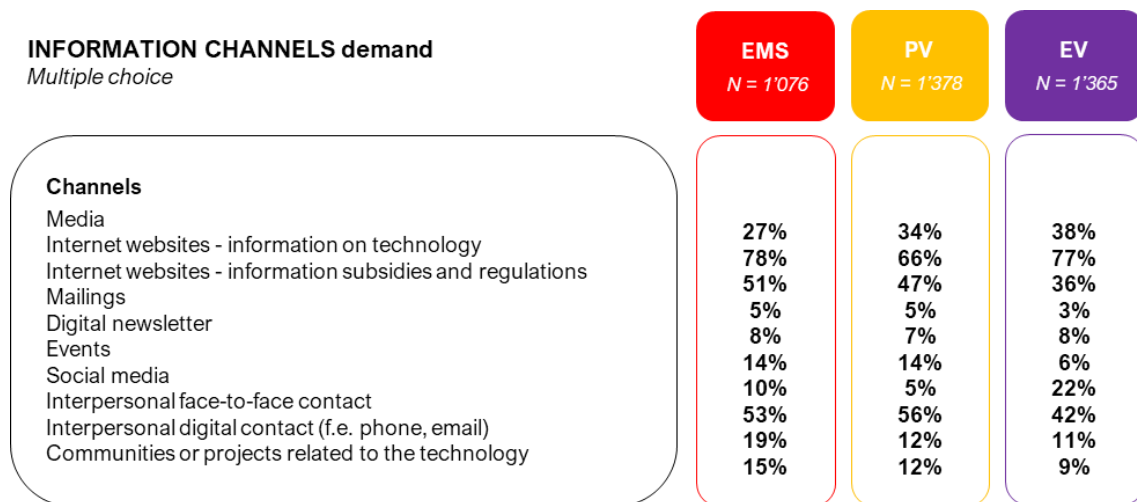 INFORMATION CHANNELS demand
Multiple choice
EMS
N = 1'076
PV
N = 1'378
EV
N = 1'365
Channels
Media 27% 34% 38%
Internet websites - information on technology 78% 66% 77%
Internet websites - information subsidies and regulations 51% 47% 36%
Mailings 5% 5% 3%
Digital newsletter 8% 7% 8%
Events 14% 14% 6%
Social media 10% 5% 22%
Interpersonal face-to-face contact 53% 56% 42%
Interpersonal digital contact (f.e. phone, email) 19% 12% 11%
Communities or projects related to the technology 15% 12% 9%